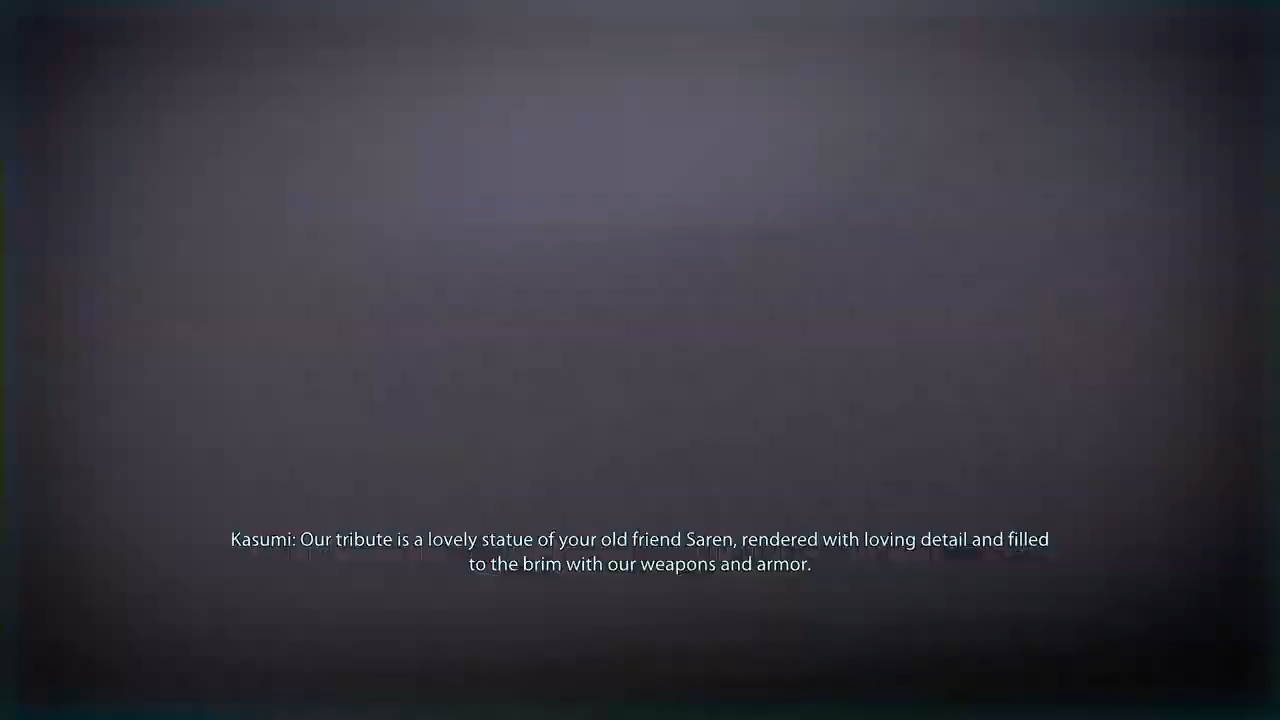 Kasumi: Our tribute is a lovely statue of your old friend Saren, rendered with loving detail and filled
to the brim with our weapons and armor.